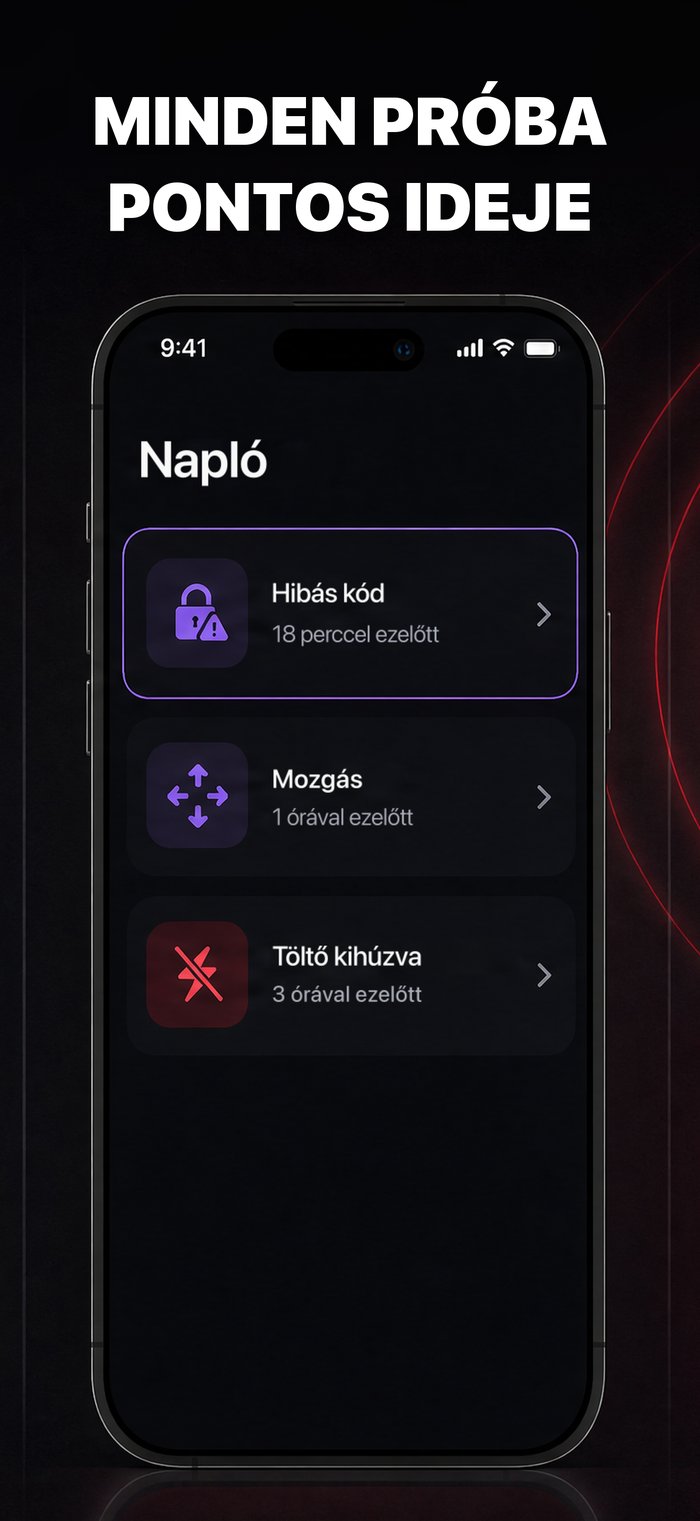 MINDEN PRÓBA
PONTOS IDEJE
9:41
Napló
Hibás kód
18 perccel ezelőtt
Mozgás
1 órával ezelőtt
Töltő kihúzva
3 órával ezelőtt